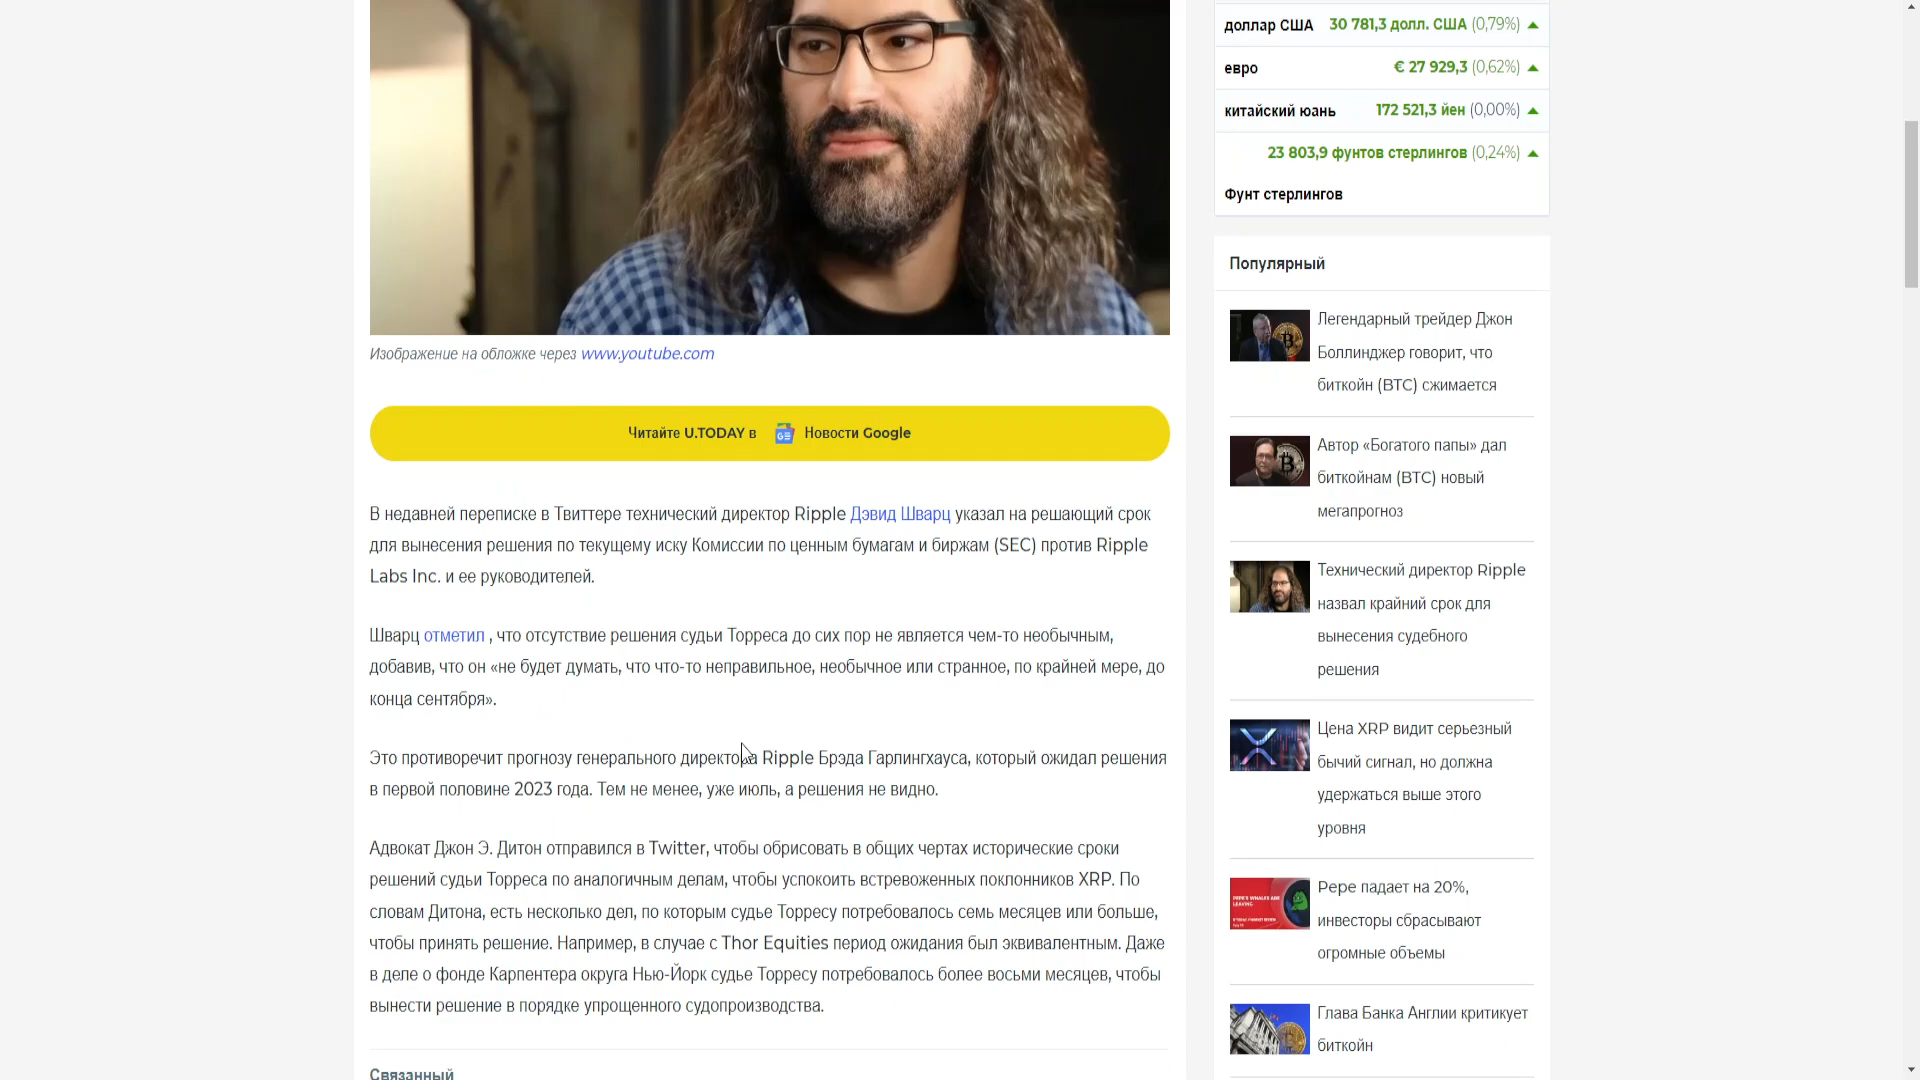 Изображение на обложке через www.youtube.com
Читайте U.TODAY в Новости Google
В недавней переписке в Твиттере технический директор Ripple Дэвид Шварц указал на решающий срок
для вынесения решения по текущему иску Комиссии по ценным бумагам и биржам (SEC) против Ripple
Labs Inc. и ее руководителей.
Шварц отметил , что отсутствие решения судьи Торреса до сих пор не является чем-то необычным,
добавив, что он «не будет думать, что что-то неправильное, необычное или странное, по крайней мере, до
конца сентября».
Это противоречит прогнозу генерального директора Ripple Брэда Гарлингхауса, который ожидал решения
в первой половине 2023 года. Тем не менее, уже июль, а решения не видно.
Адвокат Джон Э. Дитон отправился в Twitter, чтобы обрисовать в общих чертах исторические сроки
решений судьи Торреса по аналогичным делам, чтобы успокоить встревоженных поклонников XRP. По
словам Дитона, есть несколько дел, по которым судье Торресу потребовалось семь месяцев или больше,
чтобы принять решение. Например, в случае с Thor Equities период ожидания был эквивалентным. Даже
в деле о фонде Карпентера округа Нью-Йорк судье Торресу потребовалось более восьми месяцев, чтобы
вынести решение в порядке упрощенного судопроизводства.
Связанный
доллар США 30 781,3 долл. США (0,79%)
евро € 27 929,3 (0,62%)
китайский юань 172 521,3 йен (0,00%)
23 803,9 фунтов стерлингов (0,24%)
Фунт стерлингов
Популярный
Легендарный трейдер Джон
Боллинджер говорит, что
биткойн (BTC) сжимается
Автор «Богатого папы» дал
биткойнам (BTC) новый
мегапрогноз
Технический директор Ripple
назвал крайний срок для
вынесения судебного
решения
Цена XRP видит серьезный
бычий сигнал, но должна
удержаться выше этого
уровня
Pepe падает на 20%,
инвесторы сбрасывают
огромные объемы
Глава Банка Англии критикует
биткойн